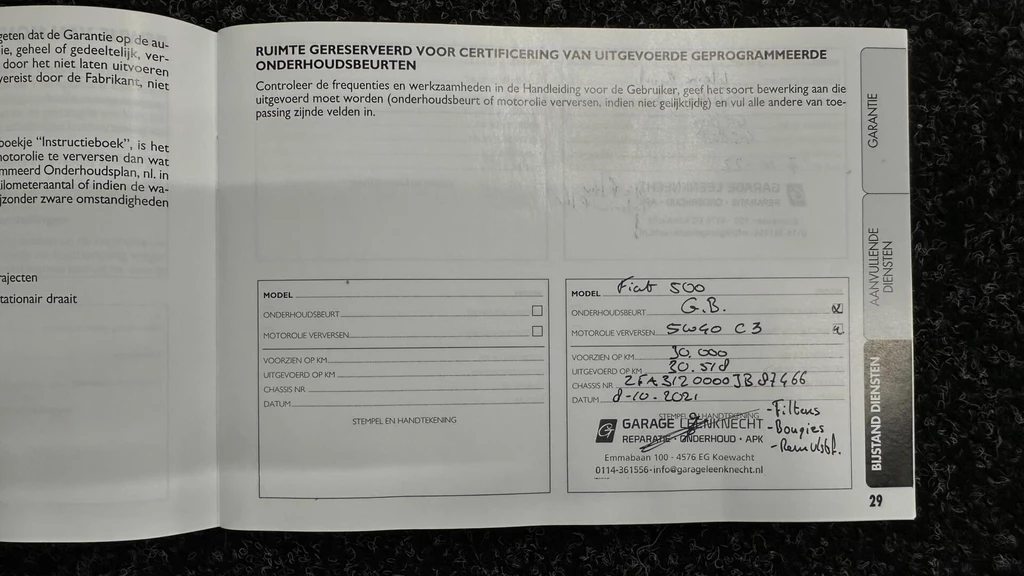 geten dat de Garantie op de au-
ie, geheel of gedeeltelijk, ver-
door het niet laten uitvoeren
vereist door de Fabrikant, niet
boekje "Instructieboek", is het
motorolie te verversen dan wat
mmeerd Onderhoudsplan, nl. in
ilometeraantal of indien de wa-
jzonder zware omstandigheden
rajecten
tationair draait
RUIMTE GERESERVEERD VOOR CERTIFICERING VAN UITGEVOERDE GEPROGRAMMEERDE
ONDERHOUDSBEURTEN
Controleer de frequenties en werkzaamheden in de Handleiding voor de Gebruiker, geef het soort bewerking aan die
uitgevoerd moet worden (onderhoudsbeurt of motorolie verversen, indien niet gelijktijdig) en vul alle andere van toe-
passing zijnde velden in.
MODEL
ONDERHOUDSBEURT
MOTOROLIE VERVERSEN
VOORZIEN OP KM
UITGEVOERD OP KM
CHASSIS NR
DATUM
STEMPEL EN HANDTEKENING
MODEL Fiat 500
ONDERHOUDSBEURT G.B.
MOTOROLIE VERVERSEN 5W40 C3
VOORZIEN OP KM 30.000
UITGEVOERD OP KM 30.518
CHASSIS NR ZFA3120000JB87466
DATUM 8-10-2021
STEMPEL EN HANDTEKENING
GARAGE LEENKNECHT
REPARATIE · ONDERHOUD · APK
Emmabaan 100 - 4576 EG Koewacht
0114-361556-info@garageleenknecht.nl
-Filters
-Bougies
-Remvlst.
GARANTIE
AANVULLENDE
DIENSTEN
BIJSTAND DIENSTEN
29